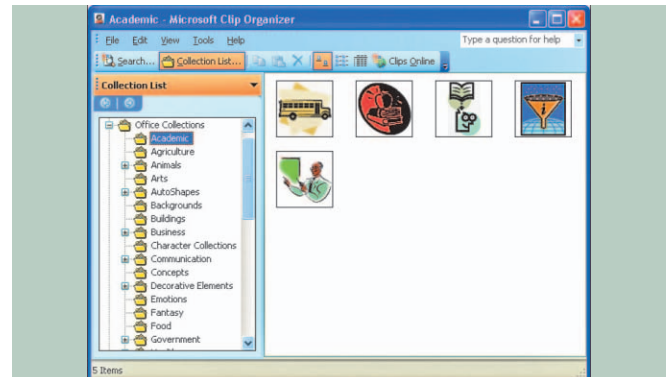 Academic - Microsoft Clip Organizer
File Edit View Tools Help
Type a question for help
Search... Collection List... Clips Online
Collection List
Office Collections
Academic
Agriculture
Animals
Arts
AutoShapes
Backgrounds
Buildings
Business
Character Collections
Communication
Concepts
Decorative Elements
Emotions
Fantasy
Food
Government
5 Items